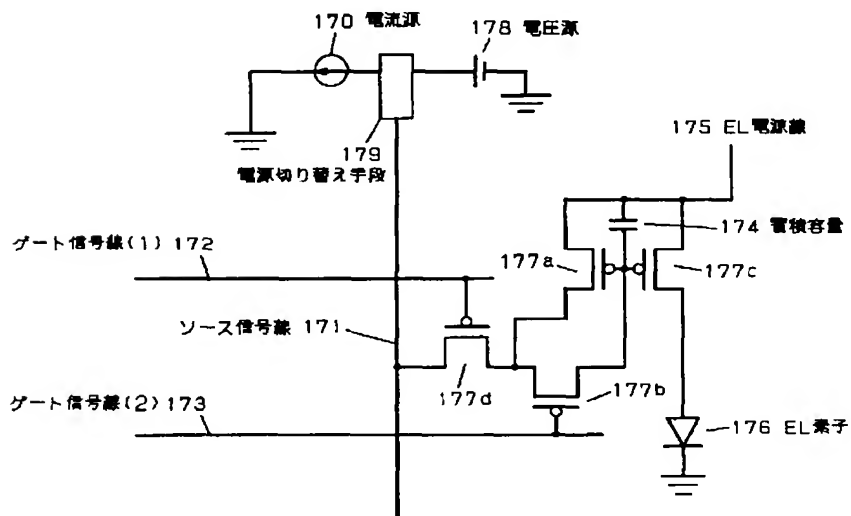 170 電流源
178 電圧源
179
電源切り替え手段
175 EL電源線
174 蓄積容量
ゲート信号線(1) 172
177a
177c
ソース信号線 171
177d
177b
ゲート信号線(2) 173
176 EL素子